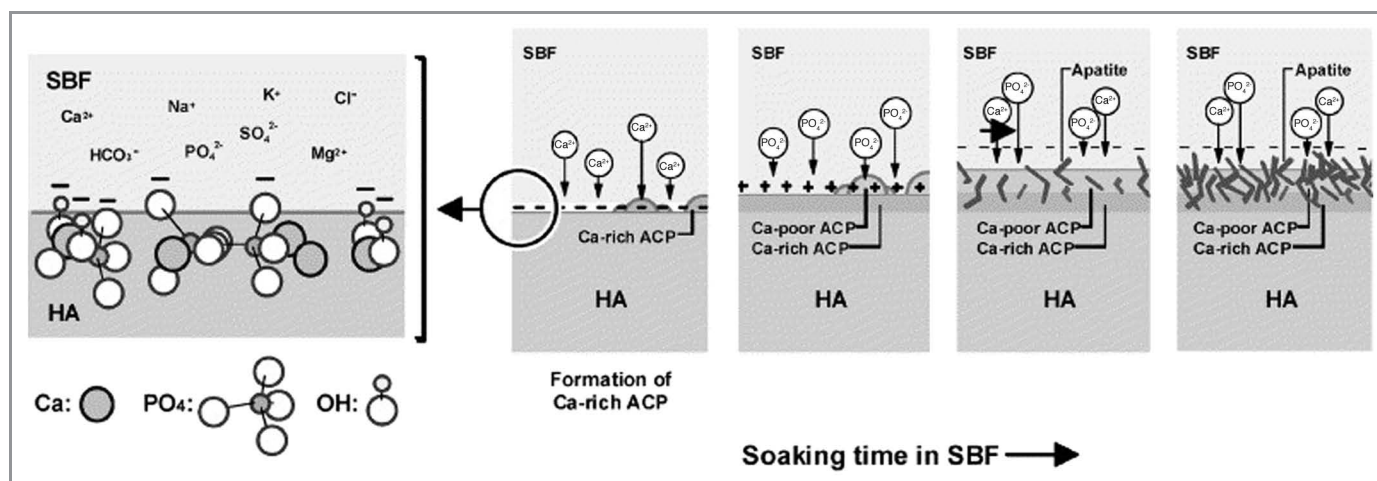 SBF
Ca²⁺
Na⁺
K⁺
Cl⁻
HCO₃⁻
PO₄²⁻
SO₄²⁻
Mg²⁺
HA
Ca:
PO₄:
OH:
SBF
Ca²⁺
Ca²⁺
Ca²⁺
Ca²⁺
Ca-rich ACP
HA
Formation of
Ca-rich ACP
SBF
PO₄²⁻
PO₄²⁻
PO₄²⁻
PO₄²⁻
Ca-poor ACP
Ca-rich ACP
HA
SBF
Apatite
Ca²⁺
PO₄²⁻
PO₄²⁻
Ca²⁺
Ca-poor ACP
Ca-rich ACP
HA
SBF
Apatite
Ca²⁺
PO₄²⁻
PO₄²⁻
Ca²⁺
Ca-poor ACP
Ca-rich ACP
HA
Soaking time in SBF